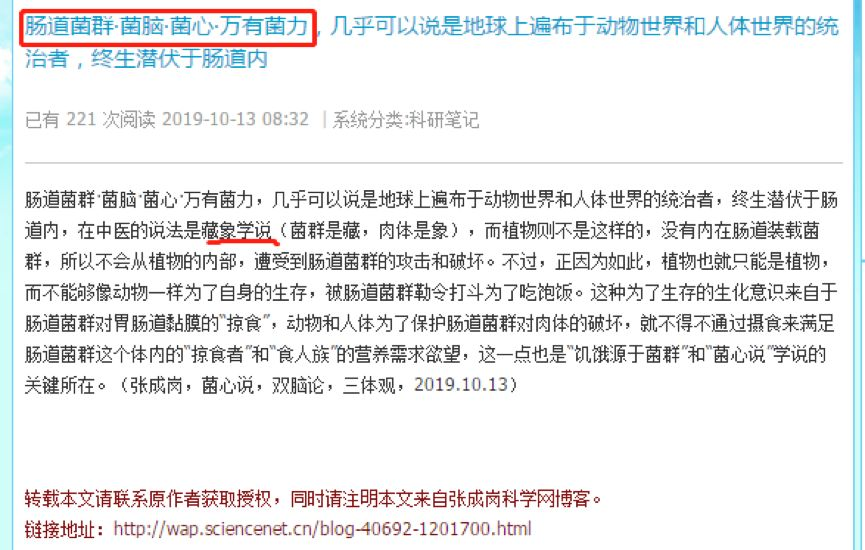 肠道菌群·菌脑·菌心·万有菌力，几乎可以说是地球上遍布于动物世界和人体世界的统
治者，终生潜伏于肠道内
已有 221 次阅读 2019-10-13 08:32 | 系统分类:科研笔记
肠道菌群·菌脑·菌心·万有菌力，几乎可以说是地球上遍布于动物世界和人体世界的统治者，终生潜伏于肠
道内，在中医的说法是藏象学说（菌群是藏，肉体是象），而植物则不是这样的，没有内在肠道装载菌
群，所以不会从植物的内部，遭受到肠道菌群的攻击和破坏。不过，正因为如此，植物也就只能是植物，
而不能够像动物一样为了自身的生存，被肠道菌群勒令打斗为了吃饱饭。这种为了生存的生化意识来自于
肠道菌群对胃肠道黏膜的“掠食”，动物和人体为了保护肠道菌群对肉体的破坏，就不得不通过摄食来满足
肠道菌群这个体内的“掠食者”和“食人族”的营养需求欲望，这一点也是“饥饿源于菌群”和“菌心说”学说的
关键所在。（张成岗，菌心说，双脑论，三体观，2019.10.13）
转载本文请联系原作者获取授权，同时请注明本文来自张成岗科学网博客。
链接地址：http://wap.sciencenet.cn/blog-40692-1201700.html